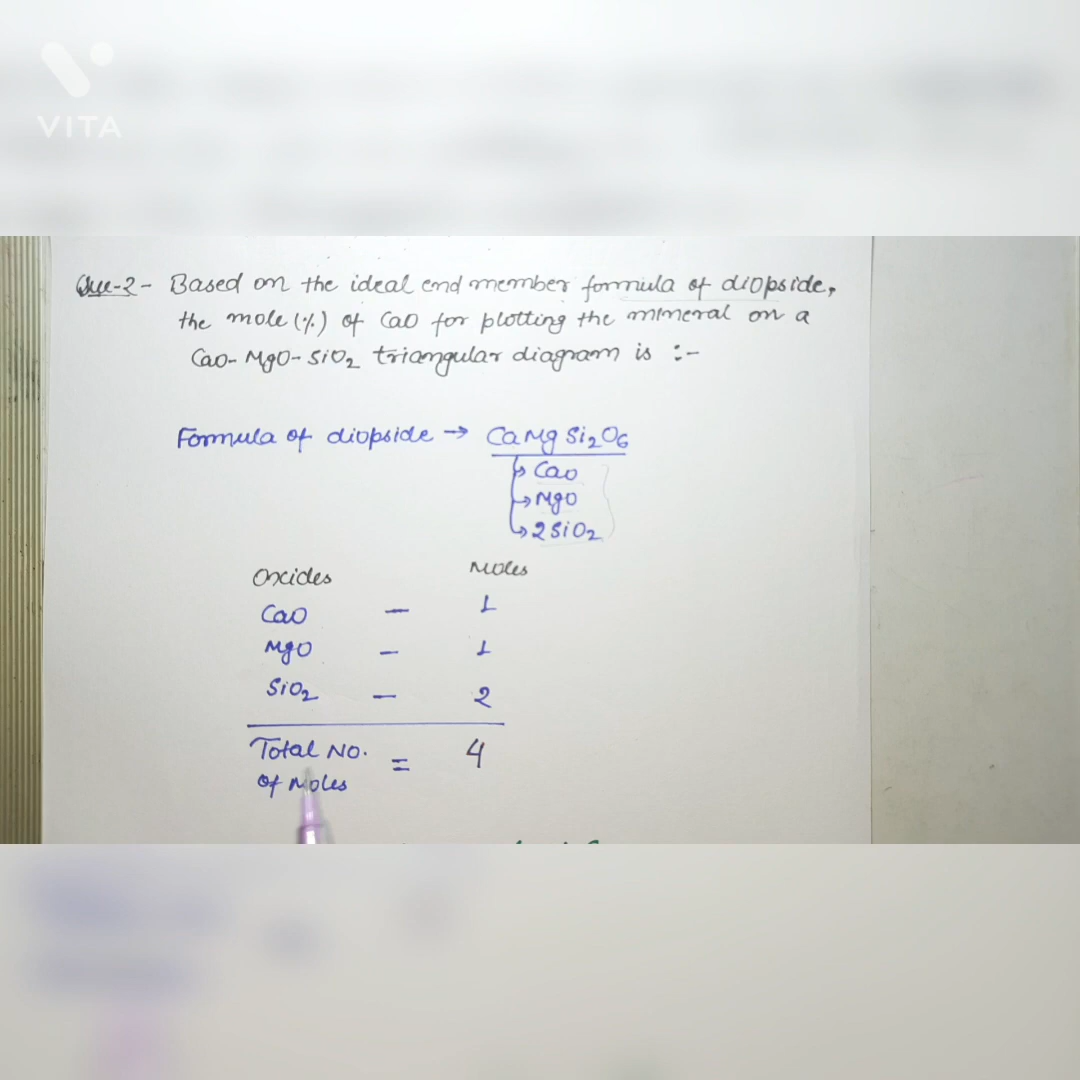 VITA
Que-2- Based on the ideal end member formula of diopside,
the mole (%) of CaO for plotting the mineral on a
CaO-MgO-SiO2 triangular diagram is :-
Formula of diopside → CaMgSi2O6
→ CaO
→ MgO
→ 2SiO2
Oxides Moles
CaO — 1
MgO — 1
SiO2 — 2
Total No. = 4
of Moles